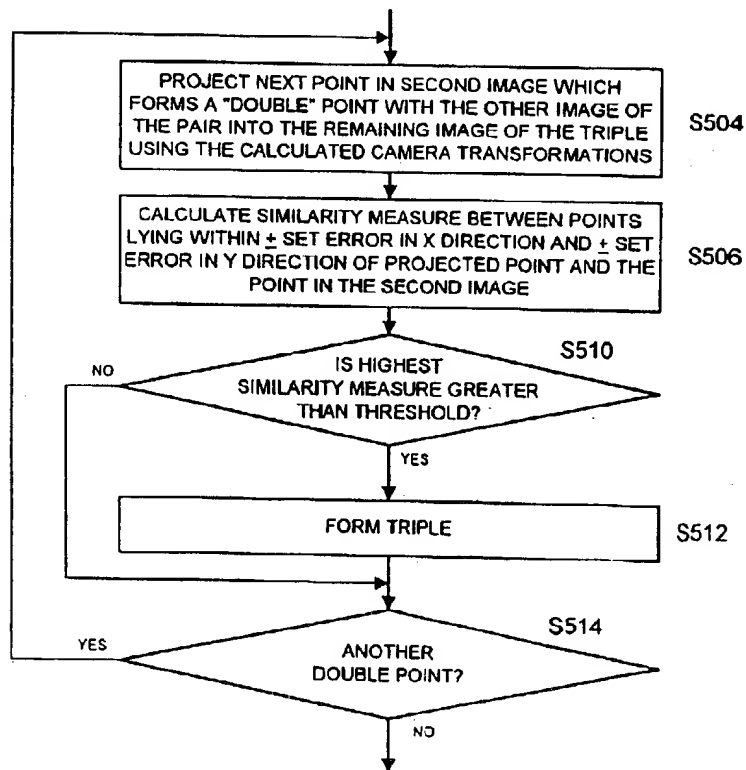 PROJECT NEXT POINT IN SECOND IMAGE WHICH
FORMS A "DOUBLE" POINT WITH THE OTHER IMAGE OF
THE PAIR INTO THE REMAINING IMAGE OF THE TRIPLE
USING THE CALCULATED CAMERA TRANSFORMATIONS
S504
CALCULATE SIMILARITY MEASURE BETWEEN POINTS
LYING WITHIN ± SET ERROR IN X DIRECTION AND ± SET
ERROR IN Y DIRECTION OF PROJECTED POINT AND THE
POINT IN THE SECOND IMAGE
S506
S510
NO
IS HIGHEST
SIMILARITY MEASURE GREATER
THAN THRESHOLD?
YES
FORM TRIPLE
S512
S514
YES
ANOTHER
DOUBLE POINT?
NO